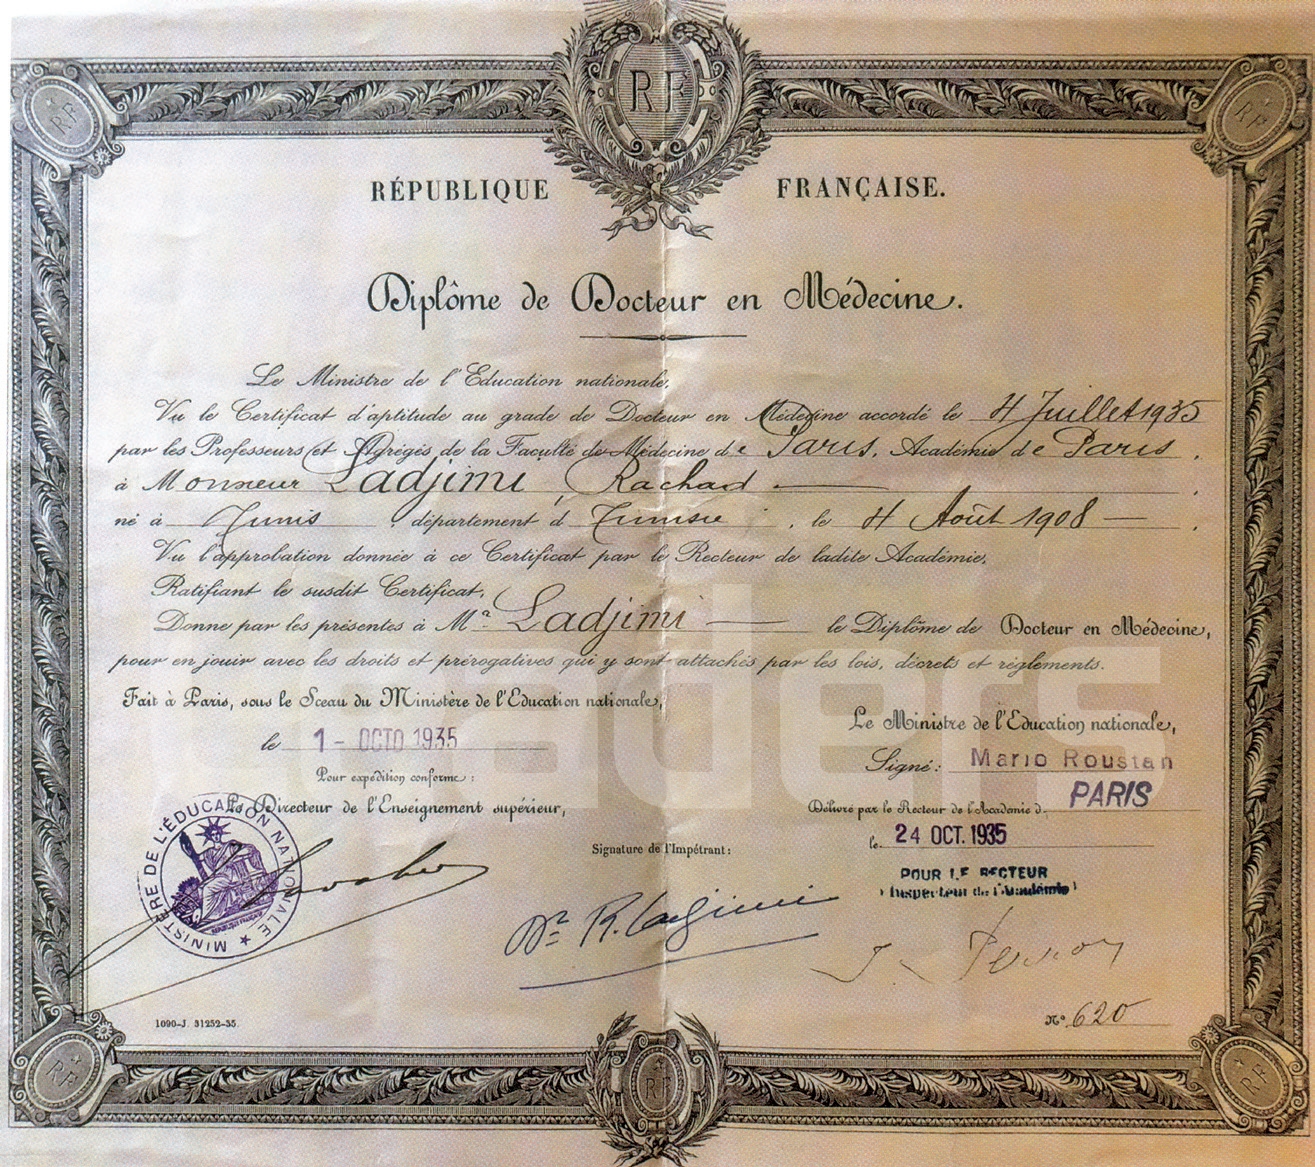 RF
RF
RF
RÉPUBLIQUE FRANÇAISE.
Diplôme de Docteur en Médecine.
Le Ministre de l'Education nationale,
Vu le Certificat d'aptitude au grade de Docteur en Médecine accordé le 4 Juillet 1935
par les Professeurs et Agrégés de la Faculté de Médecine de Paris, Académie de Paris,
à Monsieur Ladjimi, Rachad
né à Tunis, département d Tunisie, le 4 Août 1908
Vu l'approbation donnée à ce Certificat par le Recteur de ladite Académie,
Ratifiant le susdit Certificat,
Donne par les présentes à Mr Ladjimi le Diplôme de Docteur en Médecine,
pour en jouir avec les droits et prérogatives qui y sont attachés par les lois, décrets et règlements.
Fait à Paris, sous le Sceau du Ministère de l'Education nationale,
le 1 - OCTO 1935
Pour expédition conforme:
Le Directeur de l'Enseignement supérieur,
Le Ministre de l'Education nationale,
Signé: Mario Roustan
Délivré par le Recteur de l'Académie d PARIS
le 24 OCT. 1935
POUR LE RECTEUR
l'Inspecteur de l'Académie
MINISTÈRE DE L'ÉDUCATION NATIONALE
RÉPUBLIQUE FRANÇAISE
Signature de l'Impétrant:
Dr R. Ladjimi
1090-J. 31252-35.
N° 620
RF
RF
RF
leaders